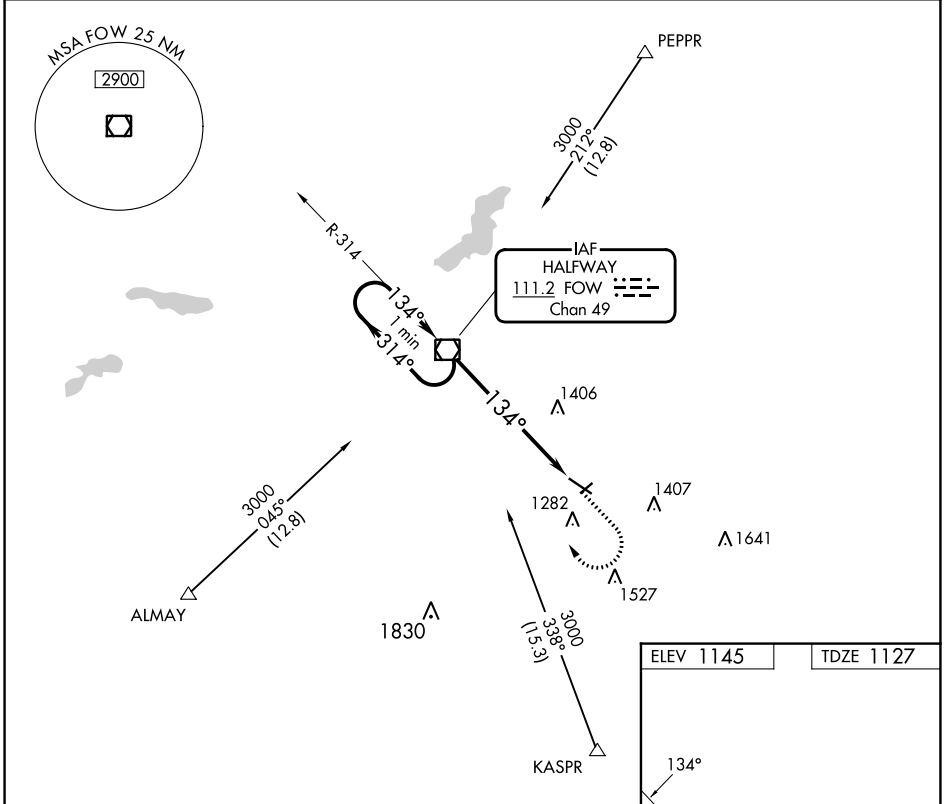 MSA FOW 25 NM
2900
PEPPR
3000
212°
(12.8)
R-314
IAF
HALFWAY
111.2 FOW
Chan 49
134°
1 min
314°
134°
1406
1282
1407
1641
1527
3000
045°
(12.8)
ALMAY
1830
3000
338°
(15.3)
KASPR
ELEV 1145
TDZE 1127
134°